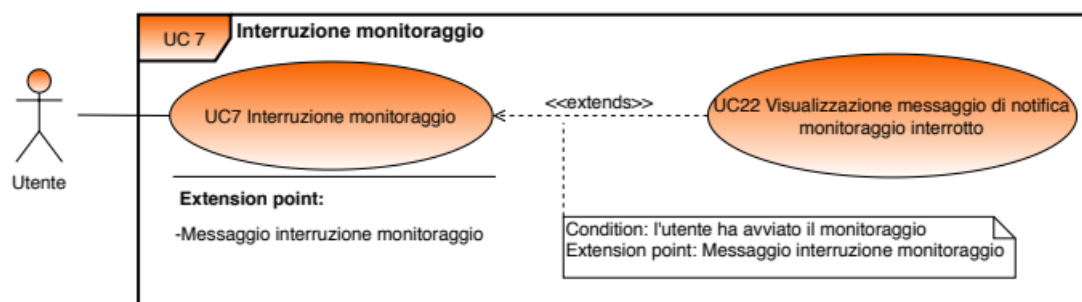 UC 7
Interruzione monitoraggio
Utente
UC7 Interruzione monitoraggio
<<extends>>
UC22 Visualizzazione messaggio di notifica
monitoraggio interrotto
Extension point:
-Messaggio interruzione monitoraggio
Condition: l'utente ha avviato il monitoraggio
Extension point: Messaggio interruzione monitoraggio